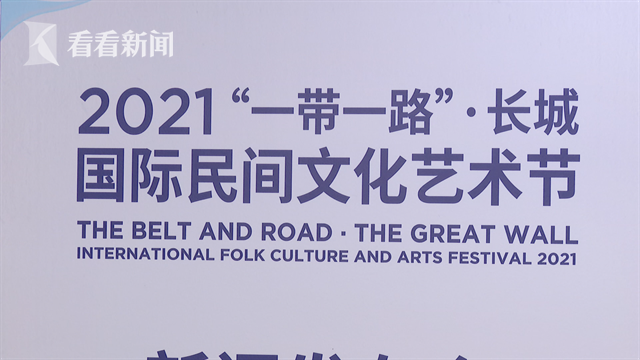 看看新闻
2021“一带一路”·长城
国际民间文化艺术节
THE BELT AND ROAD · THE GREAT WALL
INTERNATIONAL FOLK CULTURE AND ARTS FESTIVAL 2021